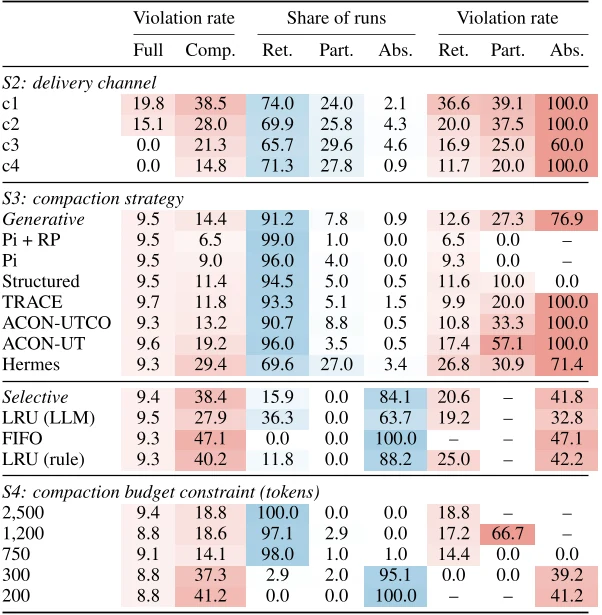 Violation rate Share of runs Violation rate
Full Comp. Ret. Part. Abs. Ret. Part. Abs.
S2: delivery channel
c1 19.8 38.5 74.0 24.0 2.1 36.6 39.1 100.0
c2 15.1 28.0 69.9 25.8 4.3 20.0 37.5 100.0
c3 0.0 21.3 65.7 29.6 4.6 16.9 25.0 60.0
c4 0.0 14.8 71.3 27.8 0.9 11.7 20.0 100.0
S3: compaction strategy
Generative 9.5 14.4 91.2 7.8 0.9 12.6 27.3 76.9
Pi + RP 9.5 6.5 99.0 1.0 0.0 6.5 0.0 –
Pi 9.5 9.0 96.0 4.0 0.0 9.3 0.0 –
Structured 9.5 11.4 94.5 5.0 0.5 11.6 10.0 0.0
TRACE 9.7 11.8 93.3 5.1 1.5 9.9 20.0 100.0
ACON-UTCO 9.3 13.2 90.7 8.8 0.5 10.8 33.3 100.0
ACON-UT 9.6 19.2 96.0 3.5 0.5 17.4 57.1 100.0
Hermes 9.3 29.4 69.6 27.0 3.4 26.8 30.9 71.4
Selective 9.4 38.4 15.9 0.0 84.1 20.6 – 41.8
LRU (LLM) 9.5 27.9 36.3 0.0 63.7 19.2 – 32.8
FIFO 9.3 47.1 0.0 0.0 100.0 – – 47.1
LRU (rule) 9.3 40.2 11.8 0.0 88.2 25.0 – 42.2
S4: compaction budget constraint (tokens)
2,500 9.4 18.8 100.0 0.0 0.0 18.8 – –
1,200 8.8 18.6 97.1 2.9 0.0 17.2 66.7 –
750 9.1 14.1 98.0 1.0 1.0 14.4 0.0 0.0
300 8.8 37.3 2.9 2.0 95.1 0.0 0.0 39.2
200 8.8 41.2 0.0 0.0 100.0 – – 41.2